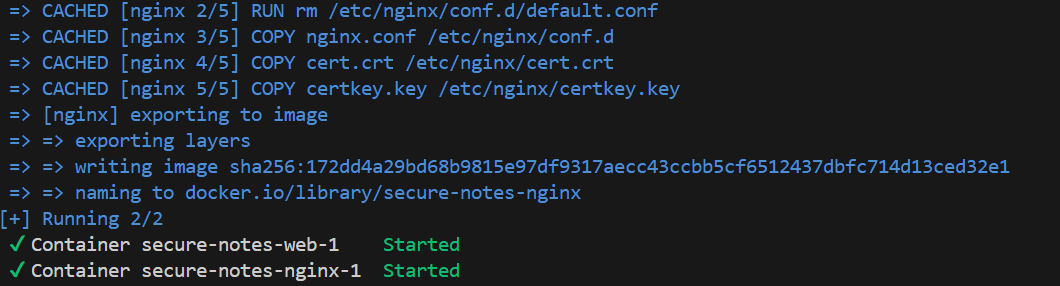 => CACHED [nginx 2/5] RUN rm /etc/nginx/conf.d/default.conf
=> CACHED [nginx 3/5] COPY nginx.conf /etc/nginx/conf.d
=> CACHED [nginx 4/5] COPY cert.crt /etc/nginx/cert.crt
=> CACHED [nginx 5/5] COPY certkey.key /etc/nginx/certkey.key
=> [nginx] exporting to image
=> => exporting layers
=> => writing image sha256:172dd4a29bd68b9815e97df9317aecc43ccbb5cf6512437dbfc714d13ced32e1
=> => naming to docker.io/library/secure-notes-nginx
[+] Running 2/2
✓ Container secure-notes-web-1 Started
✓ Container secure-notes-nginx-1 Started